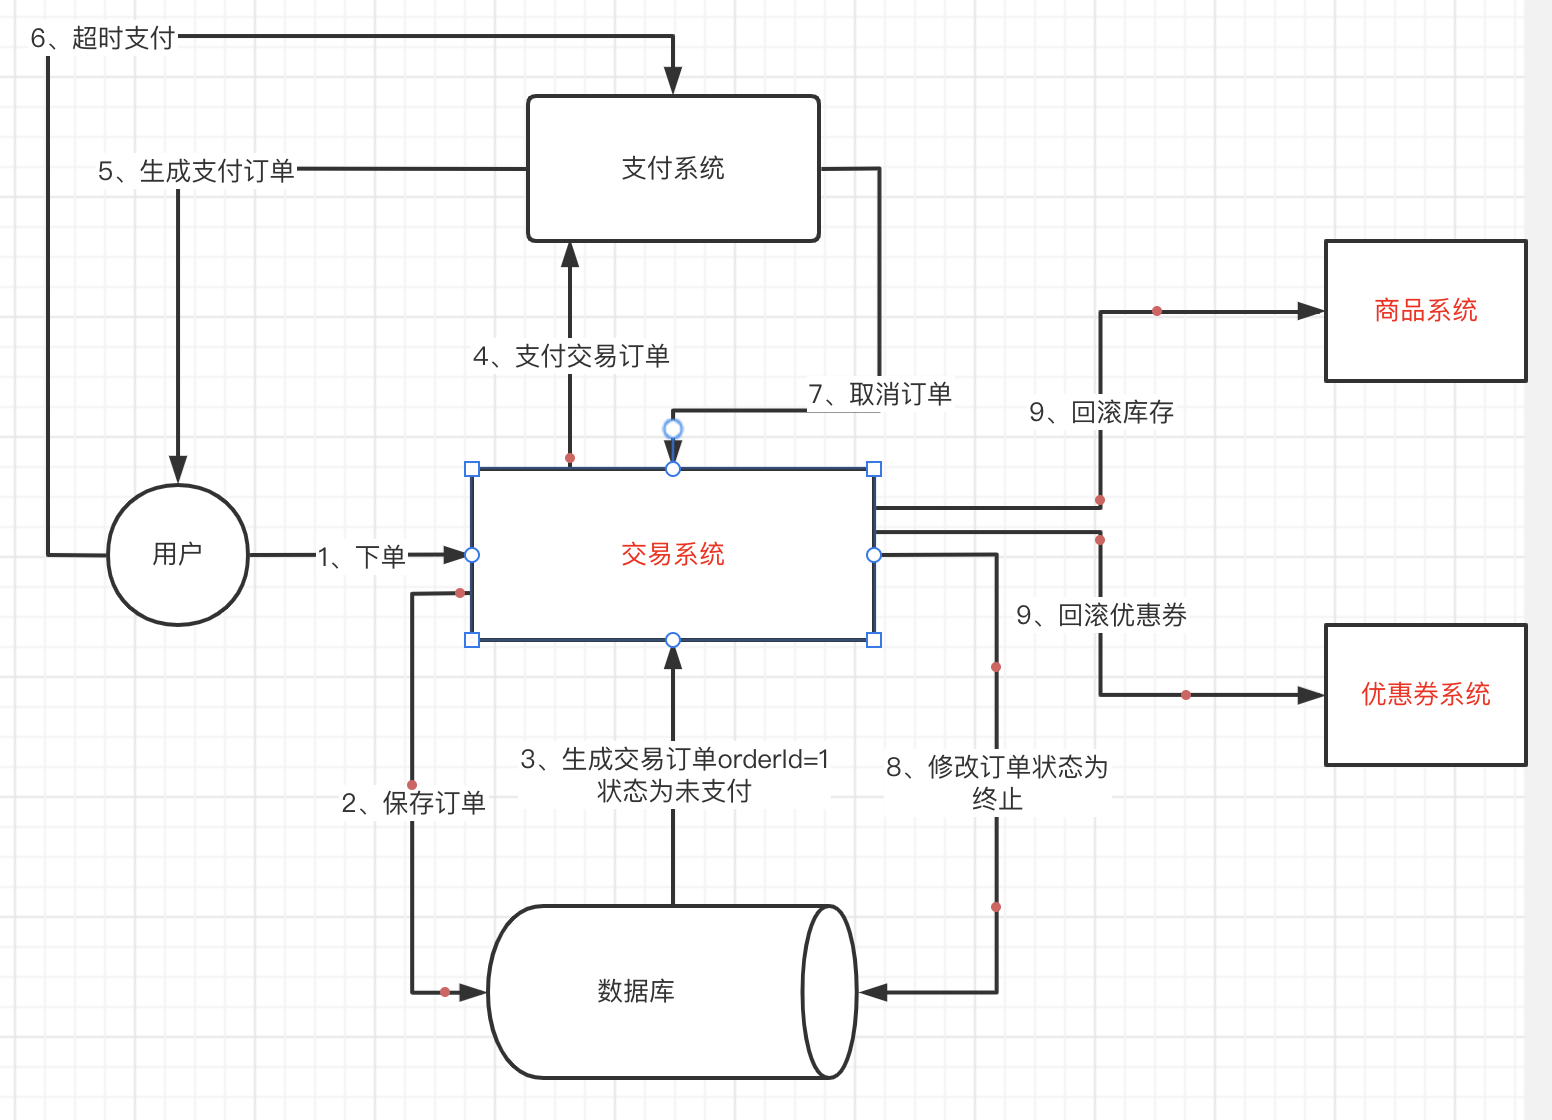 6、超时支付
5、生成支付订单
支付系统
商品系统
4、支付交易订单
7、取消订单
9、回滚库存
用户
1、下单
交易系统
9、回滚优惠券
优惠券系统
3、生成交易订单orderId=1
状态为未支付
8、修改订单状态为
终止
2、保存订单
数据库